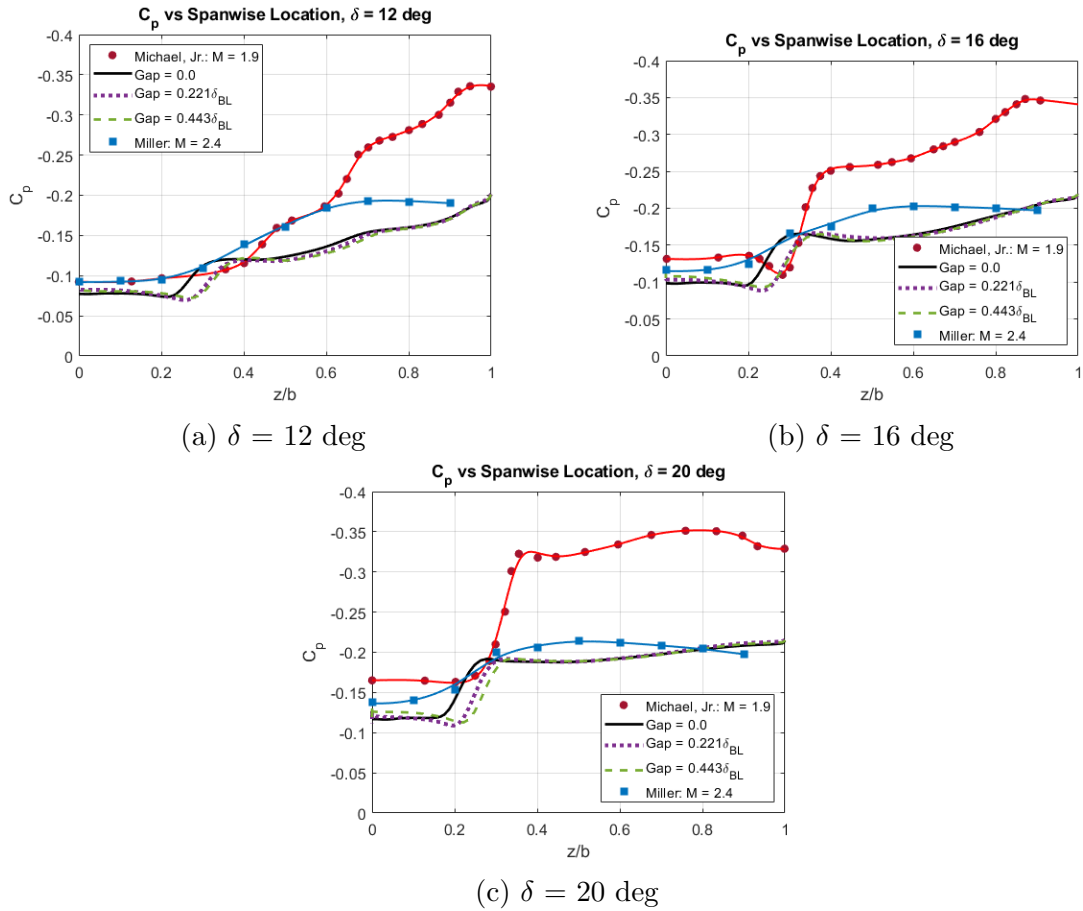 C_p vs Spanwise Location, δ = 12 deg
-0.4
-0.35
-0.3
-0.25
-0.2
-0.15
-0.1
-0.05
0
C_p
Michael, Jr.: M = 1.9
Gap = 0.0
Gap = 0.221δ_BL
Gap = 0.443δ_BL
Miller: M = 2.4
0 0.2 0.4 0.6 0.8 1
z/b
(a) δ = 12 deg
C_p vs Spanwise Location, δ = 16 deg
-0.4
-0.35
-0.3
-0.25
-0.2
-0.15
-0.1
-0.05
0
C_p
Michael, Jr.: M = 1.9
Gap = 0.0
Gap = 0.221δ_BL
Gap = 0.443δ_BL
Miller: M = 2.4
0 0.2 0.4 0.6 0.8 1
z/b
(b) δ = 16 deg
C_p vs Spanwise Location, δ = 20 deg
-0.4
-0.35
-0.3
-0.25
-0.2
-0.15
-0.1
-0.05
0
C_p
Michael, Jr.: M = 1.9
Gap = 0.0
Gap = 0.221δ_BL
Gap = 0.443δ_BL
Miller: M = 2.4
0 0.2 0.4 0.6 0.8 1
z/b
(c) δ = 20 deg